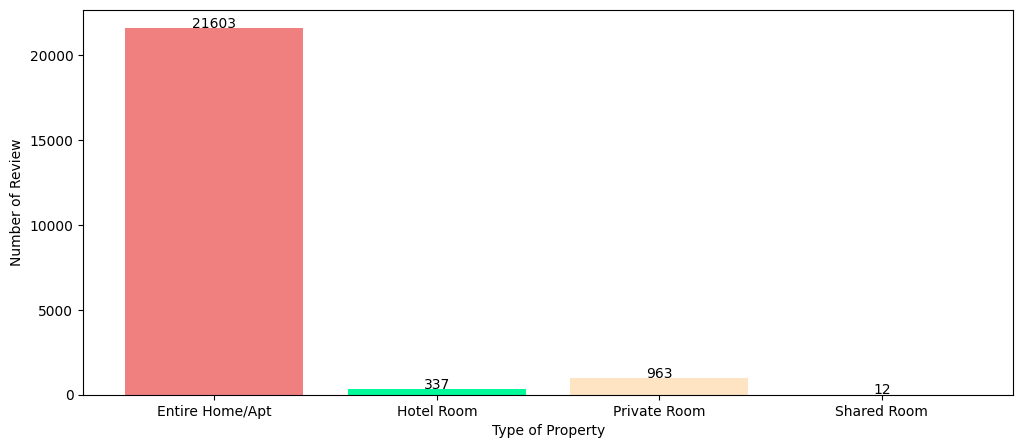 21603
20000
15000
10000
5000
0
Number of Review
337
963
12
Entire Home/Apt
Hotel Room
Private Room
Shared Room
Type of Property